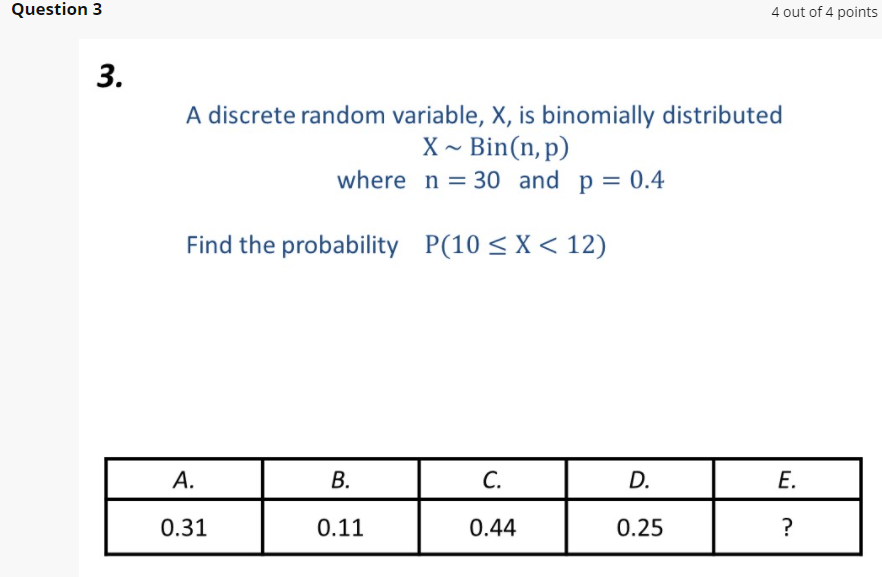 Question 3
4 out of 4 points
3.
A discrete random variable, X, is binomially distributed
X ~ Bin(n, p)
where n = 30 and p = 0.4
Find the probability P(10 ≤ X < 12)
A. B. C. D. E.
0.31 0.11 0.44 0.25 ?